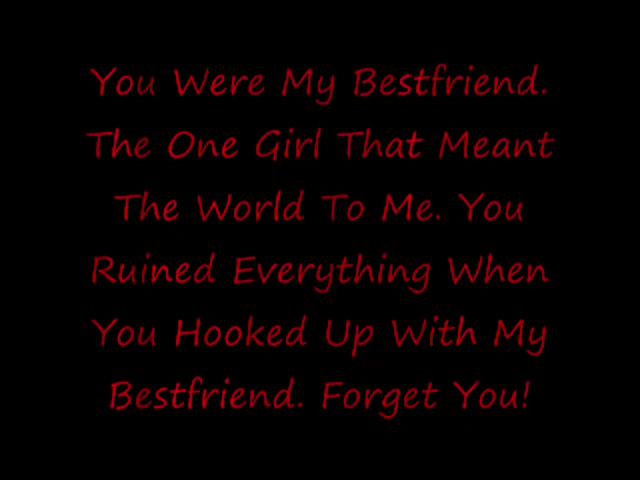 You Were My Bestfriend.
The One Girl That Meant
The World To Me. You
Ruined Everything When
You Hooked Up With My
Bestfriend. Forget You!